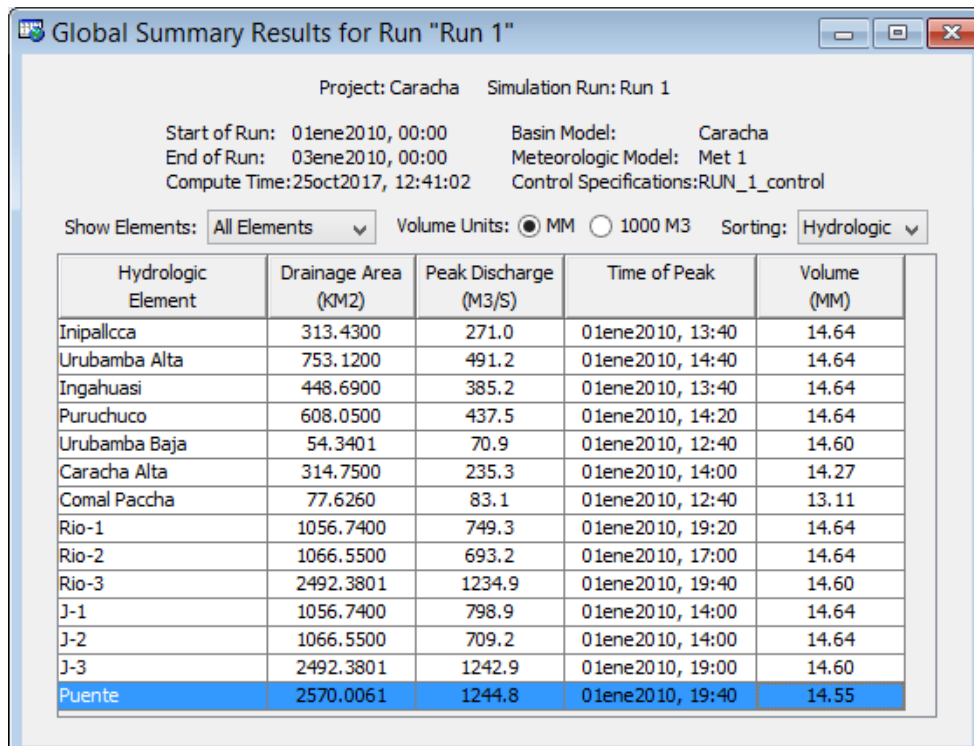 Global Summary Results for Run "Run 1"
Project: Caracha Simulation Run: Run 1
Start of Run: 01ene2010, 00:00 Basin Model: Caracha
End of Run: 03ene2010, 00:00 Meteorologic Model: Met 1
Compute Time:25oct2017, 12:41:02 Control Specifications:RUN_1_control
Show Elements: All Elements Volume Units: MM 1000 M3 Sorting: Hydrologic
Hydrologic Drainage Area Peak Discharge Time of Peak Volume
Element (KM2) (M3/S) (MM)
Inipallcca 313.4300 271.0 01ene2010, 13:40 14.64
Urubamba Alta 753.1200 491.2 01ene2010, 14:40 14.64
Ingahuasi 448.6900 385.2 01ene2010, 13:40 14.64
Puruchuco 608.0500 437.5 01ene2010, 14:20 14.64
Urubamba Baja 54.3401 70.9 01ene2010, 12:40 14.60
Caracha Alta 314.7500 235.3 01ene2010, 14:00 14.27
Comal Paccha 77.6260 83.1 01ene2010, 12:40 13.11
Rio-1 1056.7400 749.3 01ene2010, 19:20 14.64
Rio-2 1066.5500 693.2 01ene2010, 17:00 14.64
Rio-3 2492.3801 1234.9 01ene2010, 19:40 14.60
J-1 1056.7400 798.9 01ene2010, 14:00 14.64
J-2 1066.5500 709.2 01ene2010, 14:00 14.64
J-3 2492.3801 1242.9 01ene2010, 19:00 14.60
Puente 2570.0061 1244.8 01ene2010, 19:40 14.55